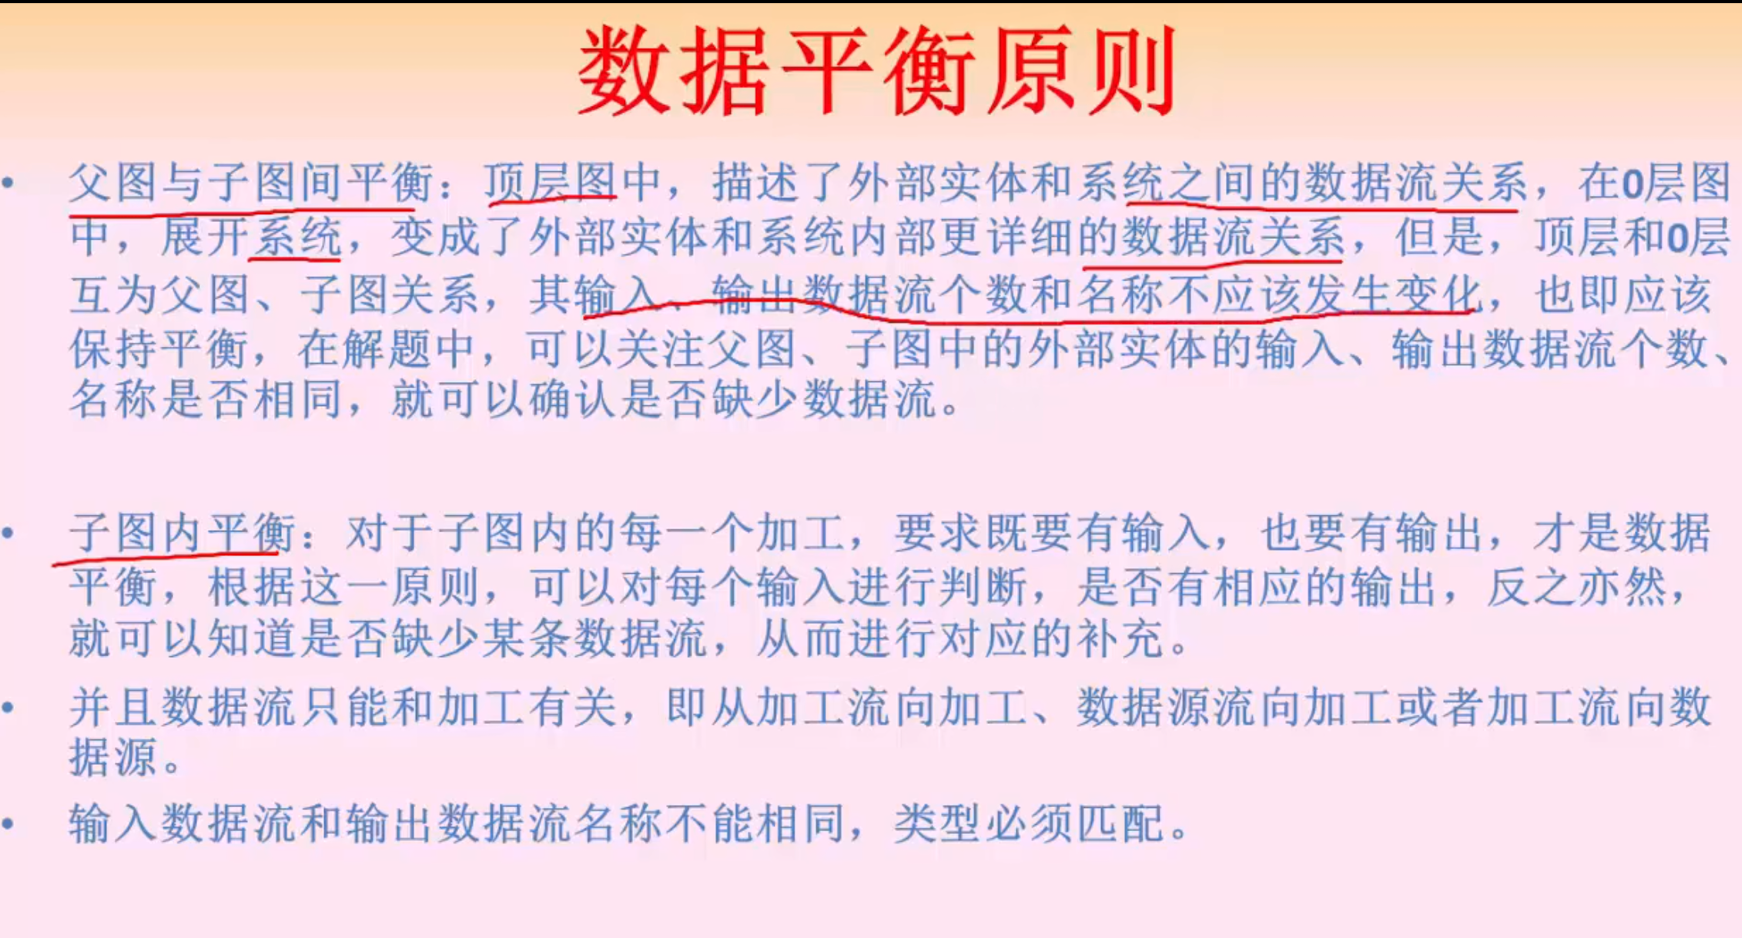 数据平衡原则
• 父图与子图间平衡：顶层图中，描述了外部实体和系统之间的数据流关系，在0层图
中，展开系统，变成了外部实体和系统内部更详细的数据流关系，但是，顶层和0层
互为父图、子图关系，其输入、输出数据流个数和名称不应该发生变化，也即应该
保持平衡，在解题中，可以关注父图、子图中的外部实体的输入、输出数据流个数、
名称是否相同，就可以确认是否缺少数据流。
• 子图内平衡：对于子图内的每一个加工，要求既要有输入，也要有输出，才是数据
平衡，根据这一原则，可以对每个输入进行判断，是否有相应的输出，反之亦然，
就可以知道是否缺少某条数据流，从而进行对应的补充。
• 并且数据流只能和加工有关，即从加工流向加工、数据源流向加工或者加工流向数
据源。
• 输入数据流和输出数据流名称不能相同，类型必须匹配。